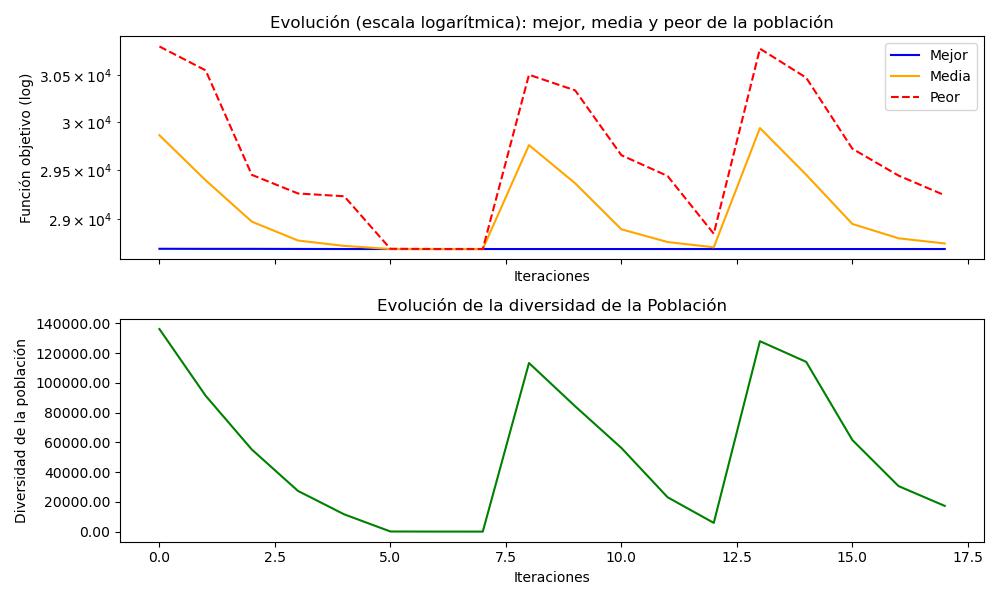 Evolución (escala logarítmica): mejor, media y peor de la población
Función objetivo (log)
3.05 × 10⁴
3 × 10⁴
2.95 × 10⁴
2.9 × 10⁴
Mejor
Media
Peor
Iteraciones
Evolución de la diversidad de la Población
Diversidad de la población
140000.00
120000.00
100000.00
80000.00
60000.00
40000.00
20000.00
0.00
0.0 2.5 5.0 7.5 10.0 12.5 15.0 17.5
Iteraciones